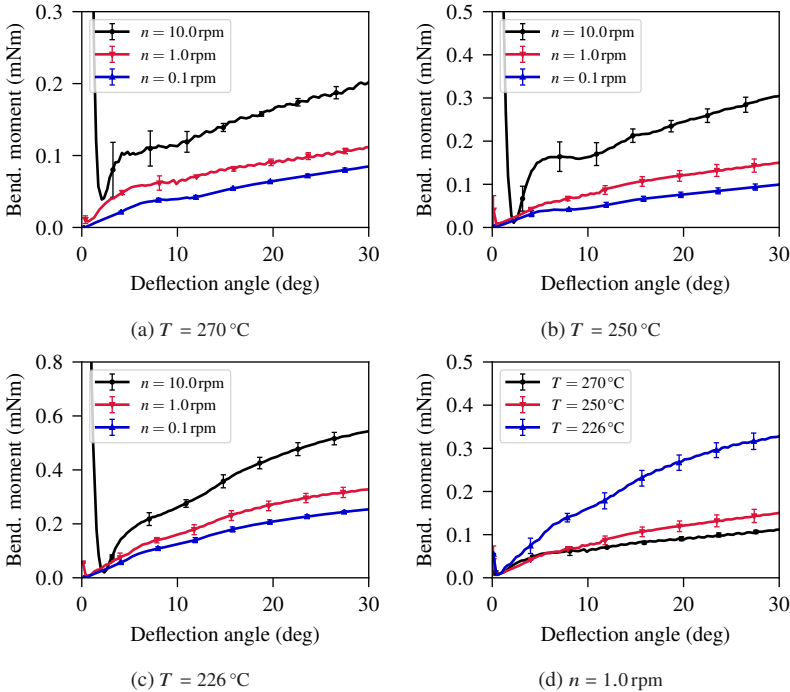 0.3
0.2
0.1
0.0
Bend. moment (mNm)
n = 10.0 rpm
n = 1.0 rpm
n = 0.1 rpm
0 10 20 30
Deflection angle (deg)
(a) T = 270 °C
0.5
0.4
0.3
0.2
0.1
0.0
Bend. moment (mNm)
n = 10.0 rpm
n = 1.0 rpm
n = 0.1 rpm
0 10 20 30
Deflection angle (deg)
(b) T = 250 °C
0.8
0.6
0.4
0.2
0.0
Bend. moment (mNm)
n = 10.0 rpm
n = 1.0 rpm
n = 0.1 rpm
0 10 20 30
Deflection angle (deg)
(c) T = 226 °C
0.5
0.4
0.3
0.2
0.1
0.0
Bend. moment (mNm)
T = 270 °C
T = 250 °C
T = 226 °C
0 10 20 30
Deflection angle (deg)
(d) n = 1.0 rpm